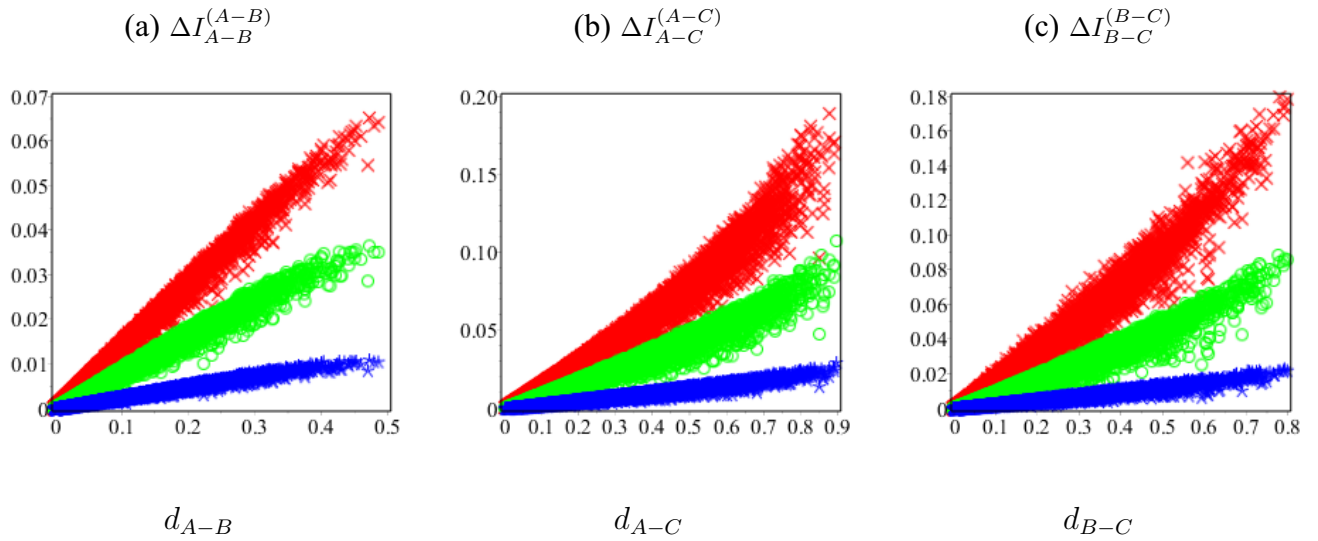 (a) ΔI_{A−B}^{(A−B)} (b) ΔI_{A−C}^{(A−C)} (c) ΔI_{B−C}^{(B−C)}
0.07 0.20 0.18
0.06 0.16
0.05 0.15 0.14
0.04 0.12
0.03 0.10 0.10
0.02 0.08
0.01 0.05 0.06
0.04
0.02
0 0 0
0 0.1 0.2 0.3 0.4 0.5 0 0.1 0.2 0.3 0.4 0.5 0.6 0.7 0.8 0.9 0 0.1 0.2 0.3 0.4 0.5 0.6 0.7 0.8
d_{A−B} d_{A−C} d_{B−C}